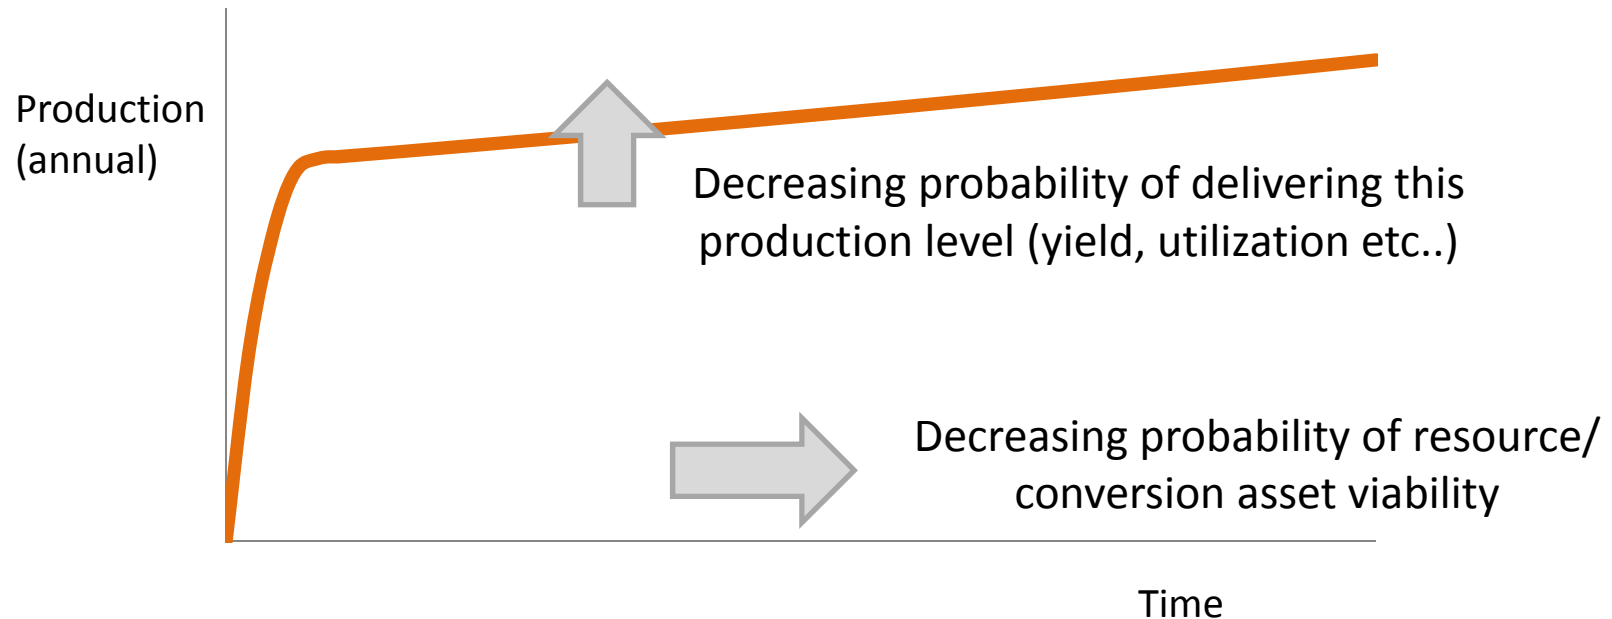 Production
(annual)
Decreasing probability of delivering this
production level (yield, utilization etc..)
Decreasing probability of resource/
conversion asset viability
Time